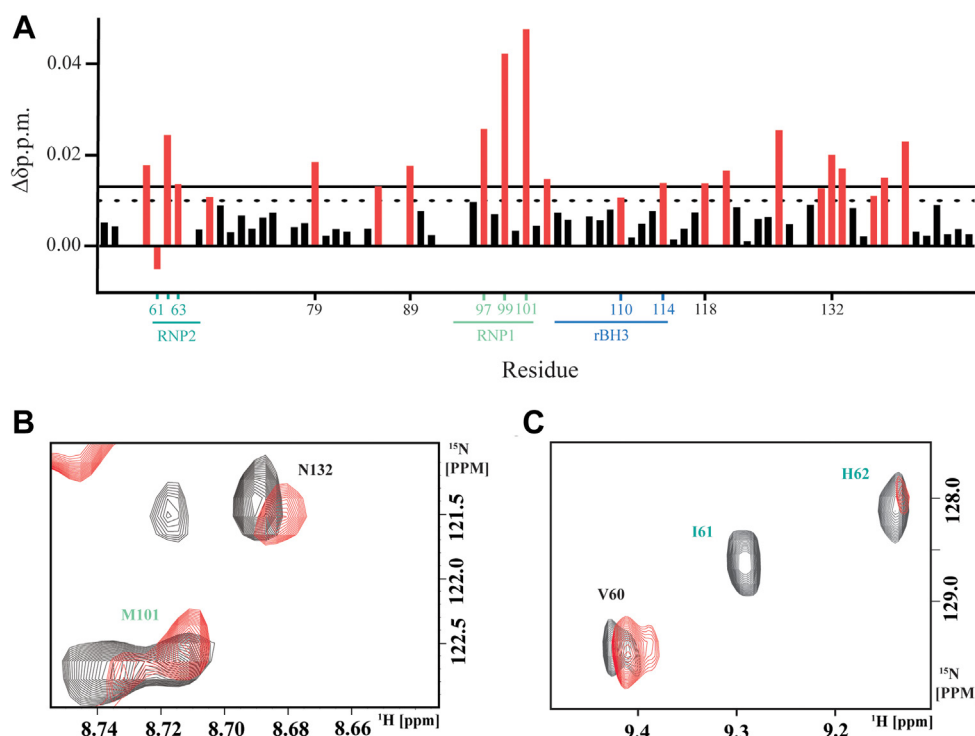 A
Δδp.p.m.
0.04
0.02
0.00
61 63 79 89 97 99 101 110 114 118 132
RNP2 RNP1 rBH3
Residue
B
¹⁵N
[PPM]
N132
121.5
122.0
M101
122.5
8.74 8.72 8.70 8.68 8.66 ¹H [ppm]
C
H62
128.0
I61
129.0
V60
¹⁵N
[PPM]
9.4 9.3 9.2 ¹H [ppm]